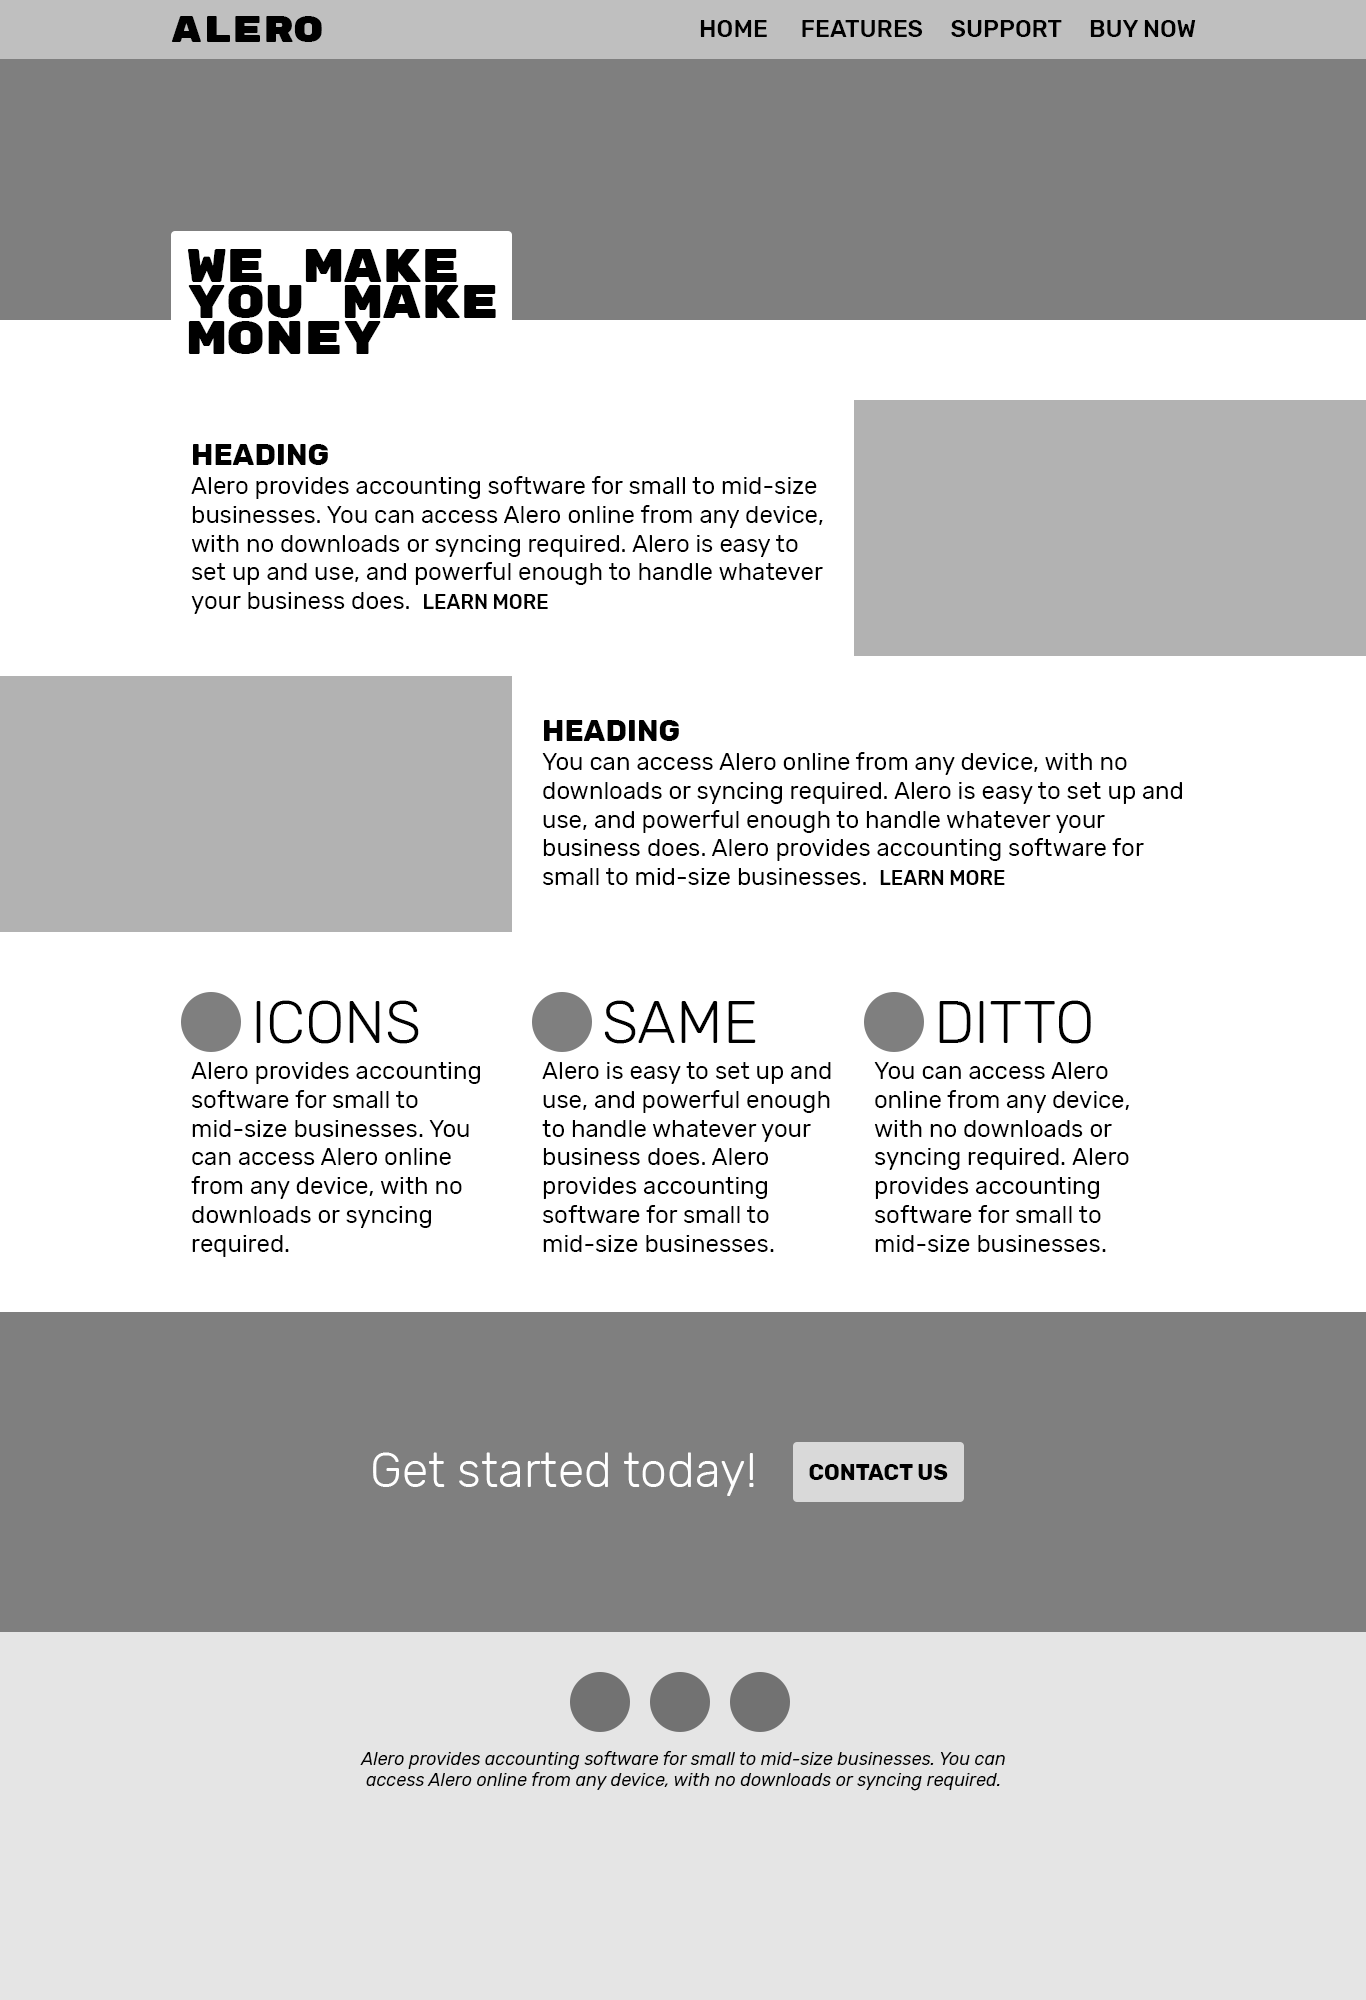 ALERO
HOME FEATURES SUPPORT BUY NOW
WE MAKE
YOU MAKE
MONEY
HEADING
Alero provides accounting software for small to mid-size
businesses. You can access Alero online from any device,
with no downloads or syncing required. Alero is easy to
set up and use, and powerful enough to handle whatever
your business does. LEARN MORE
HEADING
You can access Alero online from any device, with no
downloads or syncing required. Alero is easy to set up and
use, and powerful enough to handle whatever your
business does. Alero provides accounting software for
small to mid-size businesses. LEARN MORE
ICONS
Alero provides accounting
software for small to
mid-size businesses. You
can access Alero online
from any device, with no
downloads or syncing
required.
SAME
Alero is easy to set up and
use, and powerful enough
to handle whatever your
business does. Alero
provides accounting
software for small to
mid-size businesses.
DITTO
You can access Alero
online from any device,
with no downloads or
syncing required. Alero
provides accounting
software for small to
mid-size businesses.
Get started today!
CONTACT US
Alero provides accounting software for small to mid-size businesses. You can
access Alero online from any device, with no downloads or syncing required.